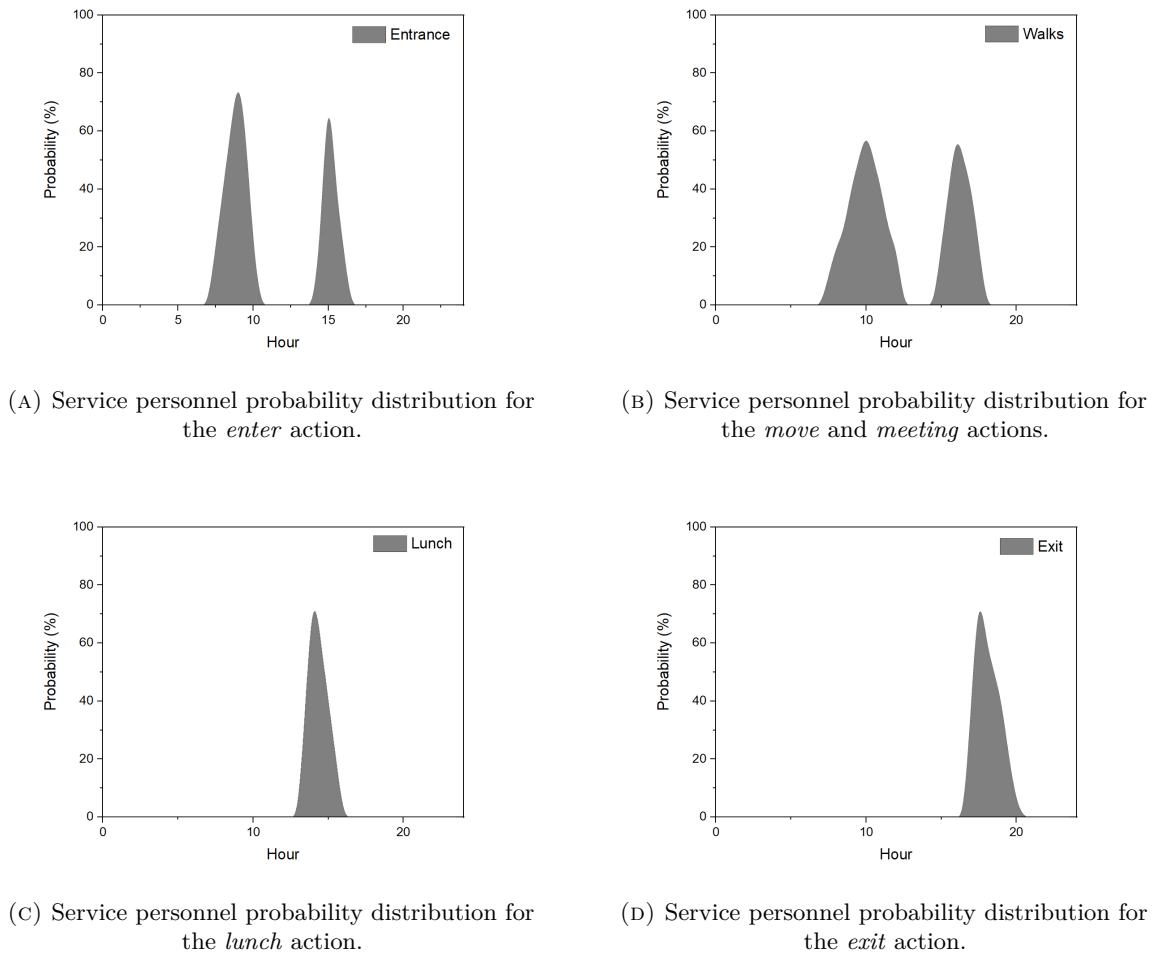 100
80
60
40
20
0
0 5 10 15 20
Probability (%)
Hour
Entrance
(A) Service personnel probability distribution for
the enter action.
100
80
60
40
20
0
0 10 20
Probability (%)
Hour
Walks
(B) Service personnel probability distribution for
the move and meeting actions.
100
80
60
40
20
0
0 10 20
Probability (%)
Hour
Lunch
(C) Service personnel probability distribution for
the lunch action.
100
80
60
40
20
0
0 10 20
Probability (%)
Hour
Exit
(D) Service personnel probability distribution for
the exit action.